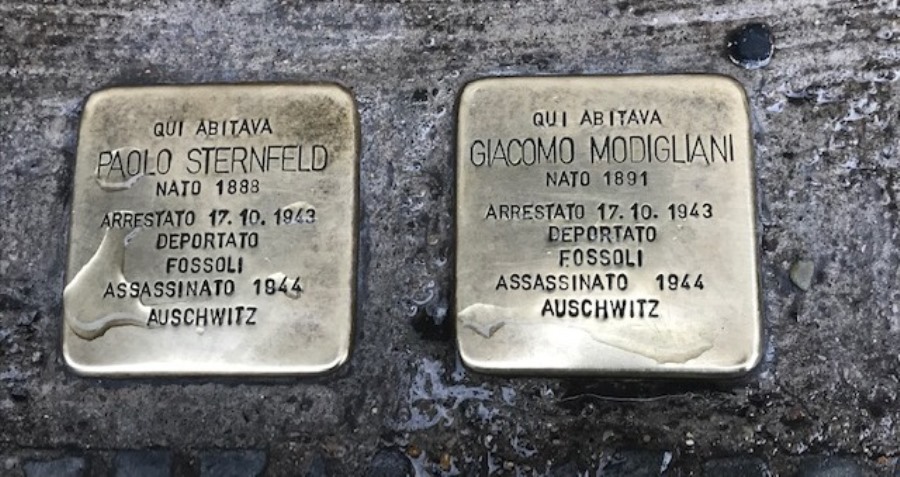 QUI ABITAVA
PAOLO STERNFELD
NATO 1888
ARRESTATO 17.10.1943
DEPORTATO
FOSSOLI
ASSASSINATO 1944
AUSCHWITZ
QUI ABITAVA
GIACOMO MODIGLIANI
NATO 1891
ARRESTATO 17.10.1943
DEPORTATO
FOSSOLI
ASSASSINATO 1944
AUSCHWITZ